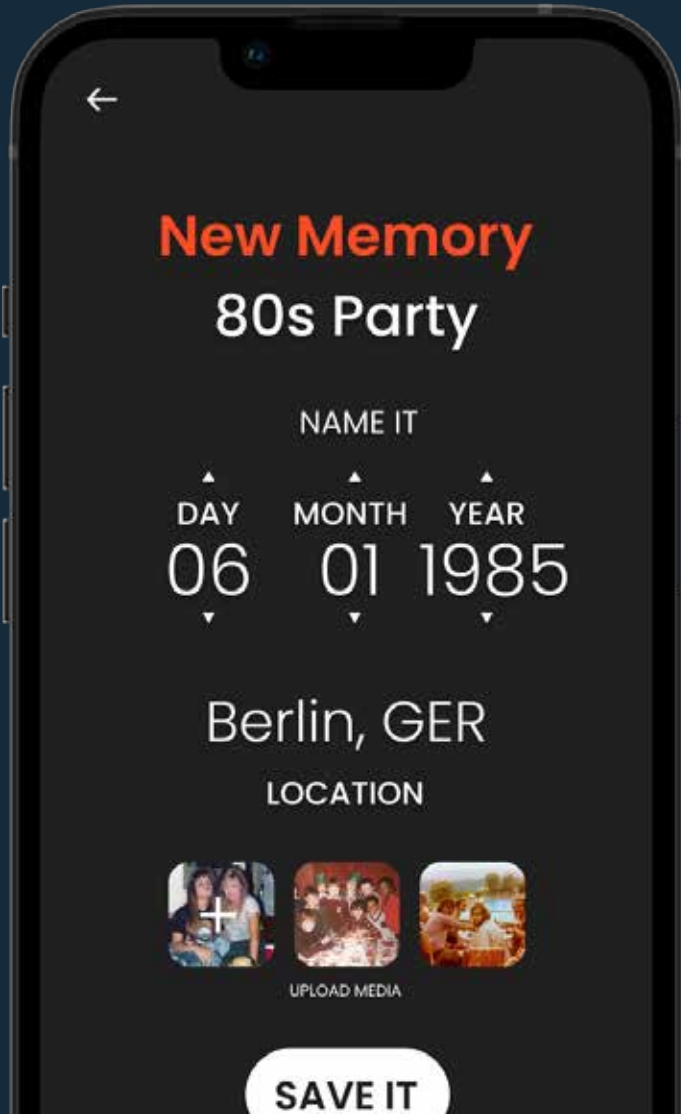 New Memory
80s Party
NAME IT
DAY MONTH YEAR
06 01 1985
Berlin, GER
LOCATION
UPLOAD MEDIA
SAVE IT